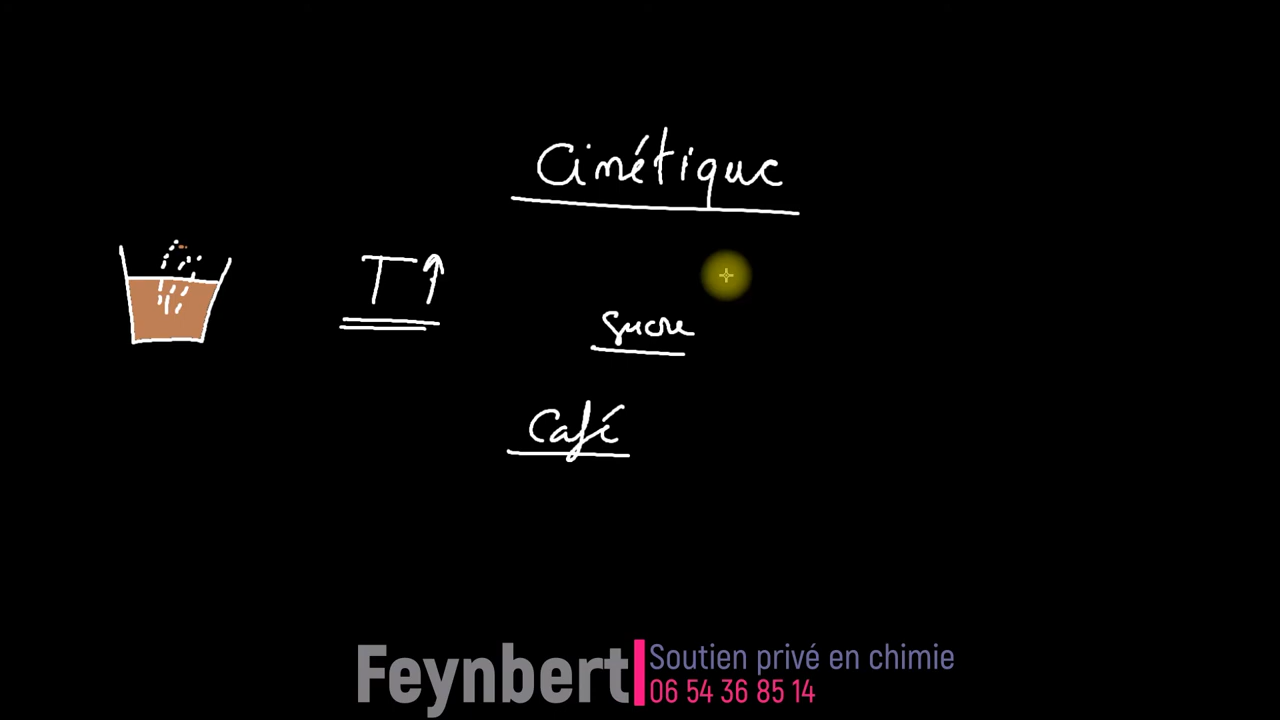 Cinétique
T↑
sucre
Café
Feynbert
Soutien privé en chimie
06 54 36 85 14